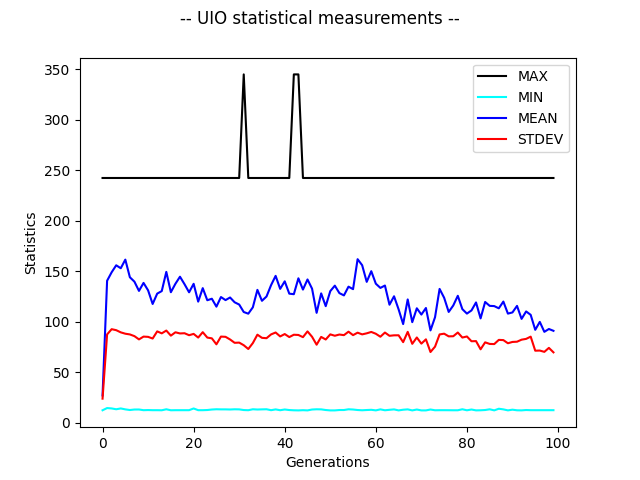 -- UIO statistical measurements --
350
300
250
200
150
100
50
0
Statistics
MAX
MIN
MEAN
STDEV
0 20 40 60 80 100
Generations